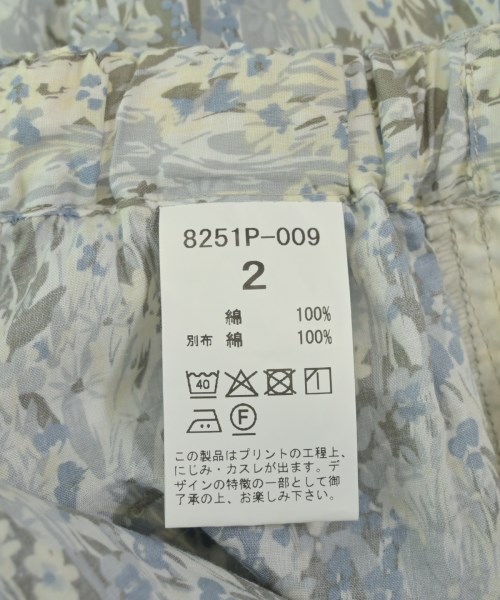 8251P-009
2
綿 100%
別布 綿 100%
40
F
この製品はプリントの工程上、
にじみ・カスレが出ます。デ
ザインの特徴の一部として御
了承の上、お楽しみ下さい。